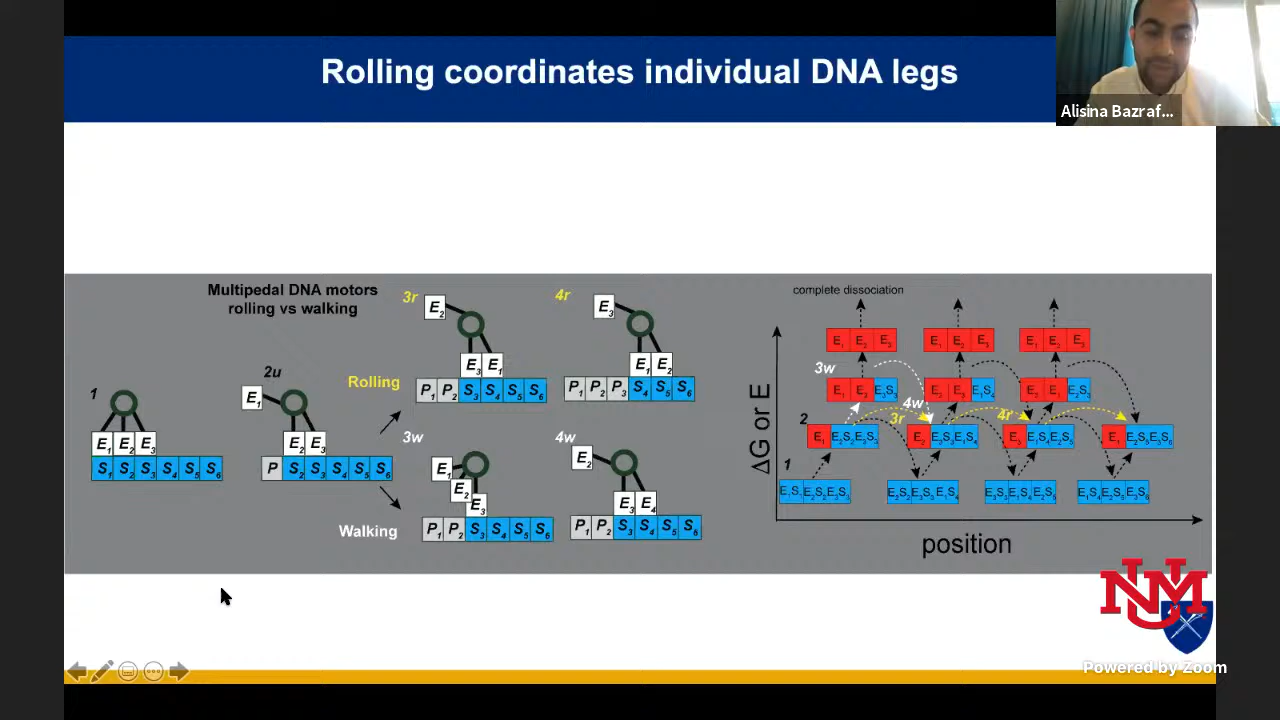 Rolling coordinates individual DNA legs
Alisina Bazraf...
Multipedal DNA motors
rolling vs walking
1
E1 E2 E3
S1 S2 S3 S4 S5 S6
2u
E1
E2 E3
P S2 S3 S4 S5 S6
Rolling
3r
E2
E3 E1
P1 P2 S3 S4 S5 S6
4r
E3
E1 E2
P1 P2 P3 S4 S5 S6
Walking
3w
E1
E2
E3
P1 P2 S3 S4 S5 S6
4w
E2
E3 E4
P1 P2 S3 S4 S5 S6
complete dissociation
3w
4w
3r
4r
2
1
ΔG or E
position
UNM
Powered by Zoom